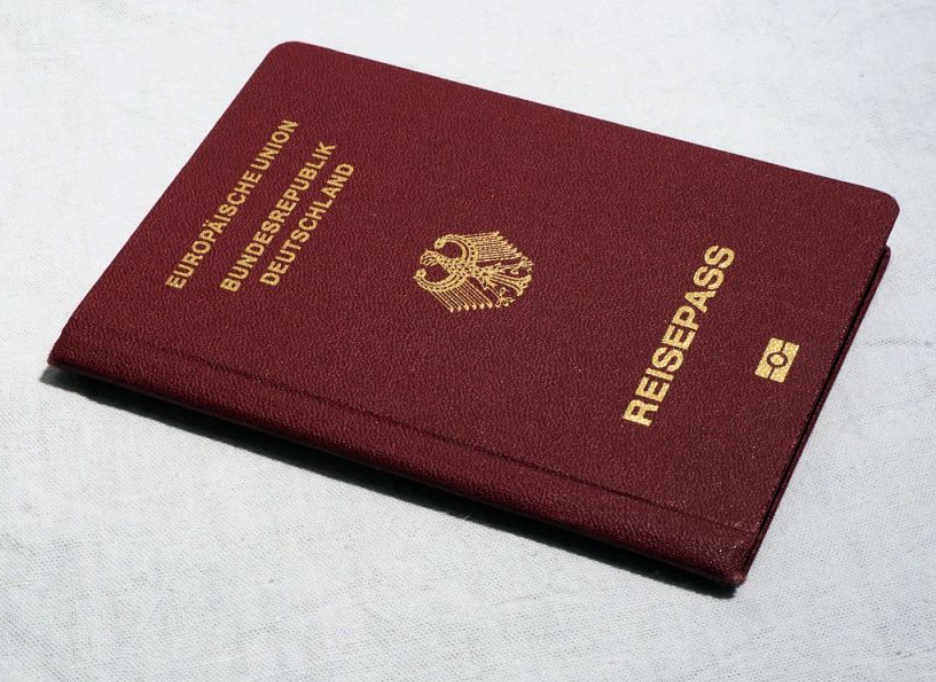 EUROPÄISCHE UNION
BUNDESREPUBLIK
DEUTSCHLAND
REISEPASS